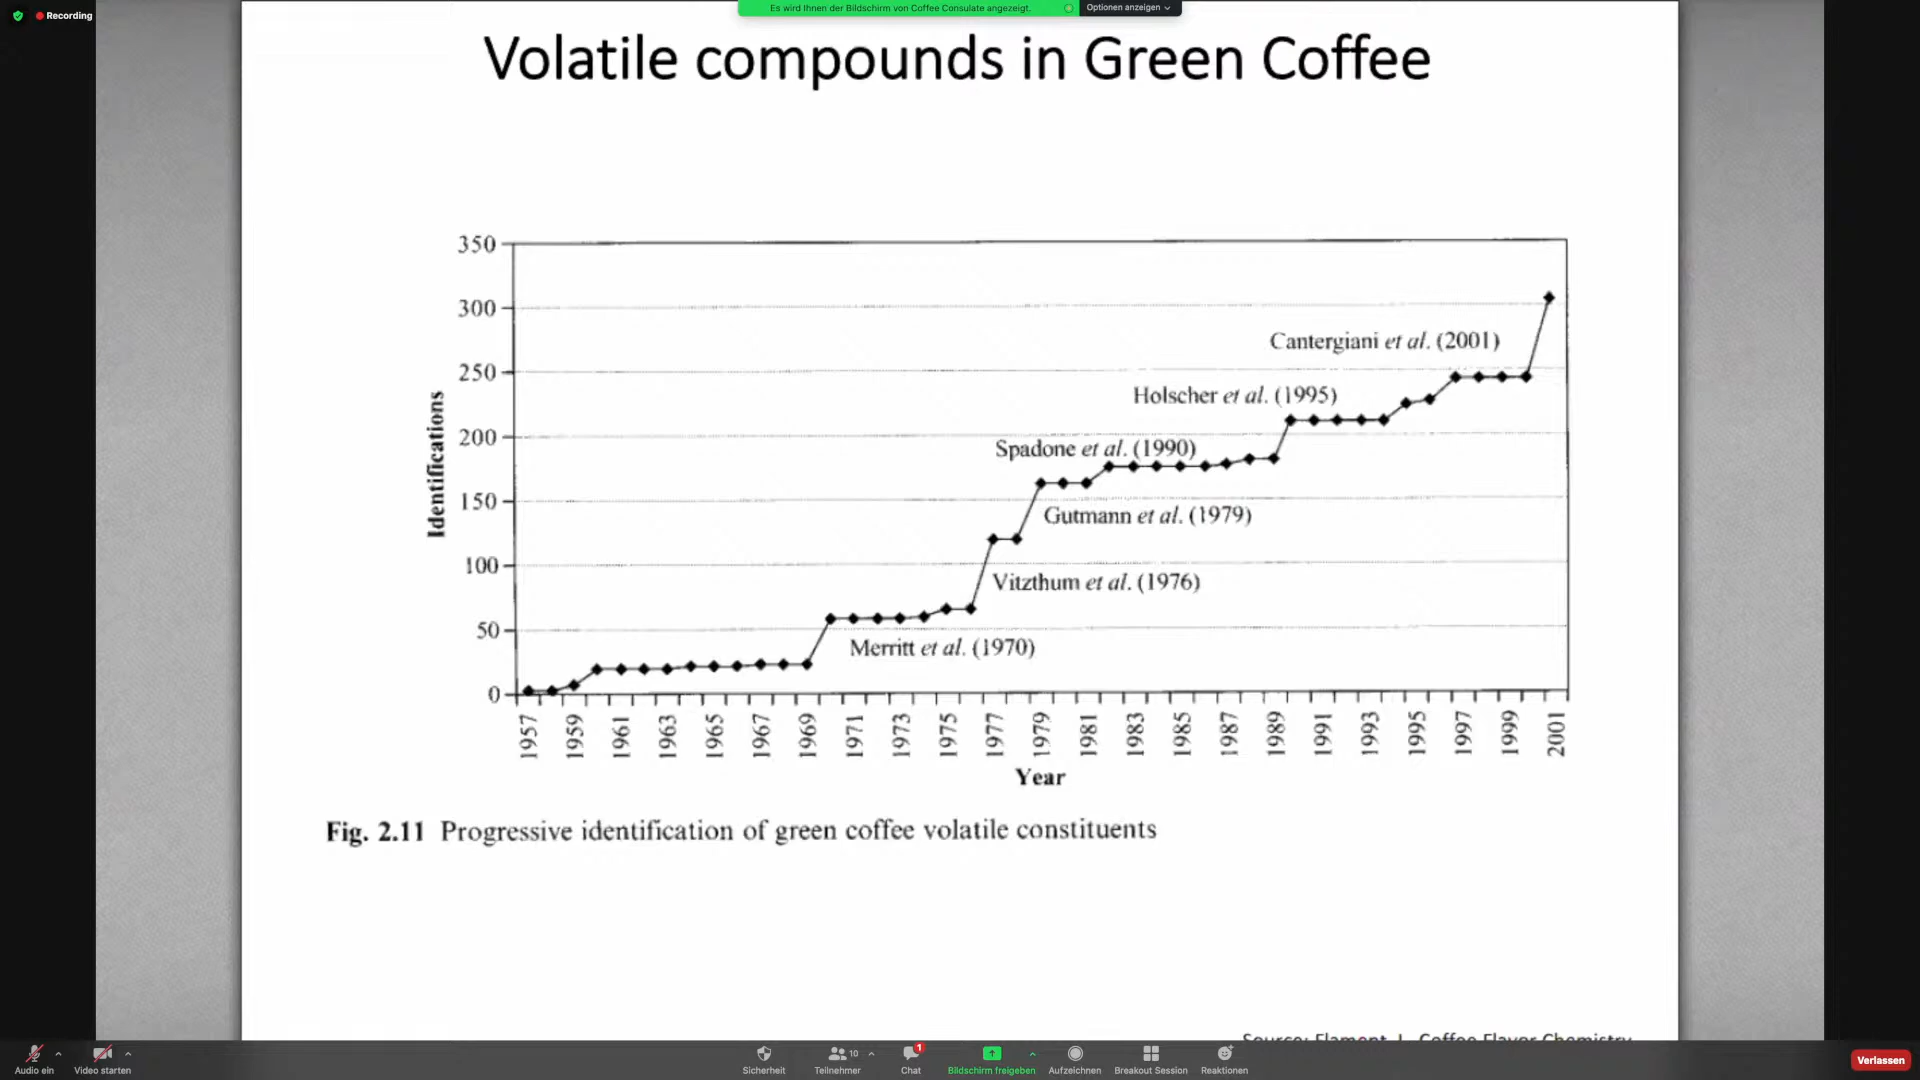 Recording
Es wird Ihnen der Bildschirm von Coffee Consulate angezeigt.
Optionen anzeigen
Volatile compounds in Green Coffee
350
300
250
200
150
100
50
0
Identifications
Cantergiani et al. (2001)
Holscher et al. (1995)
Spadone et al. (1990)
Gutmann et al. (1979)
Vitzthum et al. (1976)
Merritt et al. (1970)
1957
1959
1961
1963
1965
1967
1969
1971
1973
1975
1977
1979
1981
1983
1985
1987
1989
1991
1993
1995
1997
1999
2001
Year
Fig. 2.11 Progressive identification of green coffee volatile constituents
Source: Flament, I., Coffee Flavor Chemistry
Audio ein
Video starten
Sicherheit
10
Teilnehmer
1
Chat
Bildschirm freigeben
Aufzeichnen
Breakout Session
Reaktionen
Verlassen